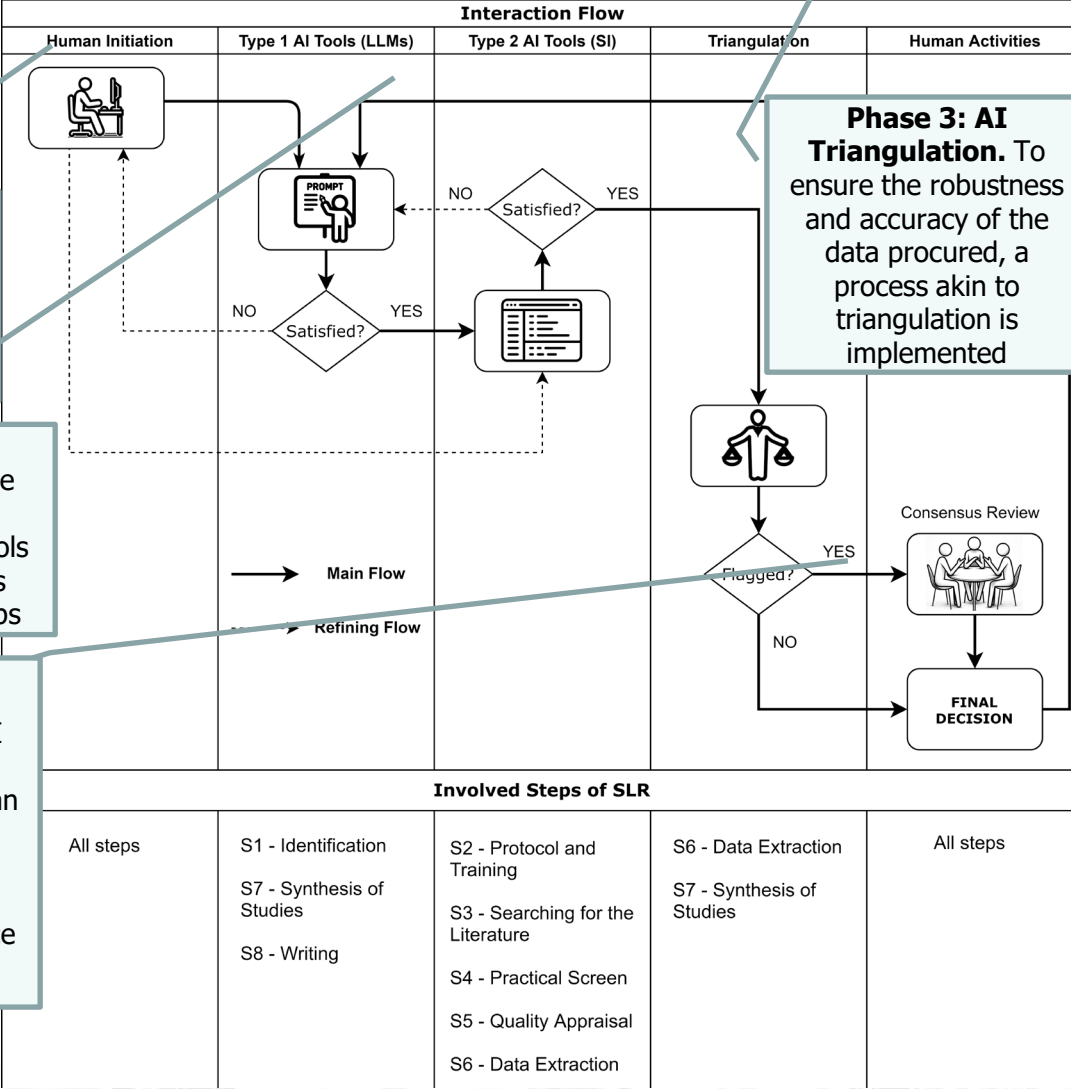 Interaction Flow
Human Initiation
Type 1 AI Tools (LLMs)
Type 2 AI Tools (SI)
Triangulation
Human Activities
PROMPT
Satisfied?
NO
YES
Satisfied?
NO
YES
Phase 3: AI
Triangulation. To
ensure the robustness
and accuracy of the
data procured, a
process akin to
triangulation is
implemented
Flagged?
YES
NO
Consensus Review
FINAL
DECISION
Main Flow
Refining Flow
Involved Steps of SLR
All steps
S1 - Identification
S7 - Synthesis of
Studies
S8 - Writing
S2 - Protocol and
Training
S3 - Searching for the
Literature
S4 - Practical Screen
S5 - Quality Appraisal
S6 - Data Extraction
S6 - Data Extraction
S7 - Synthesis of
Studies
All steps